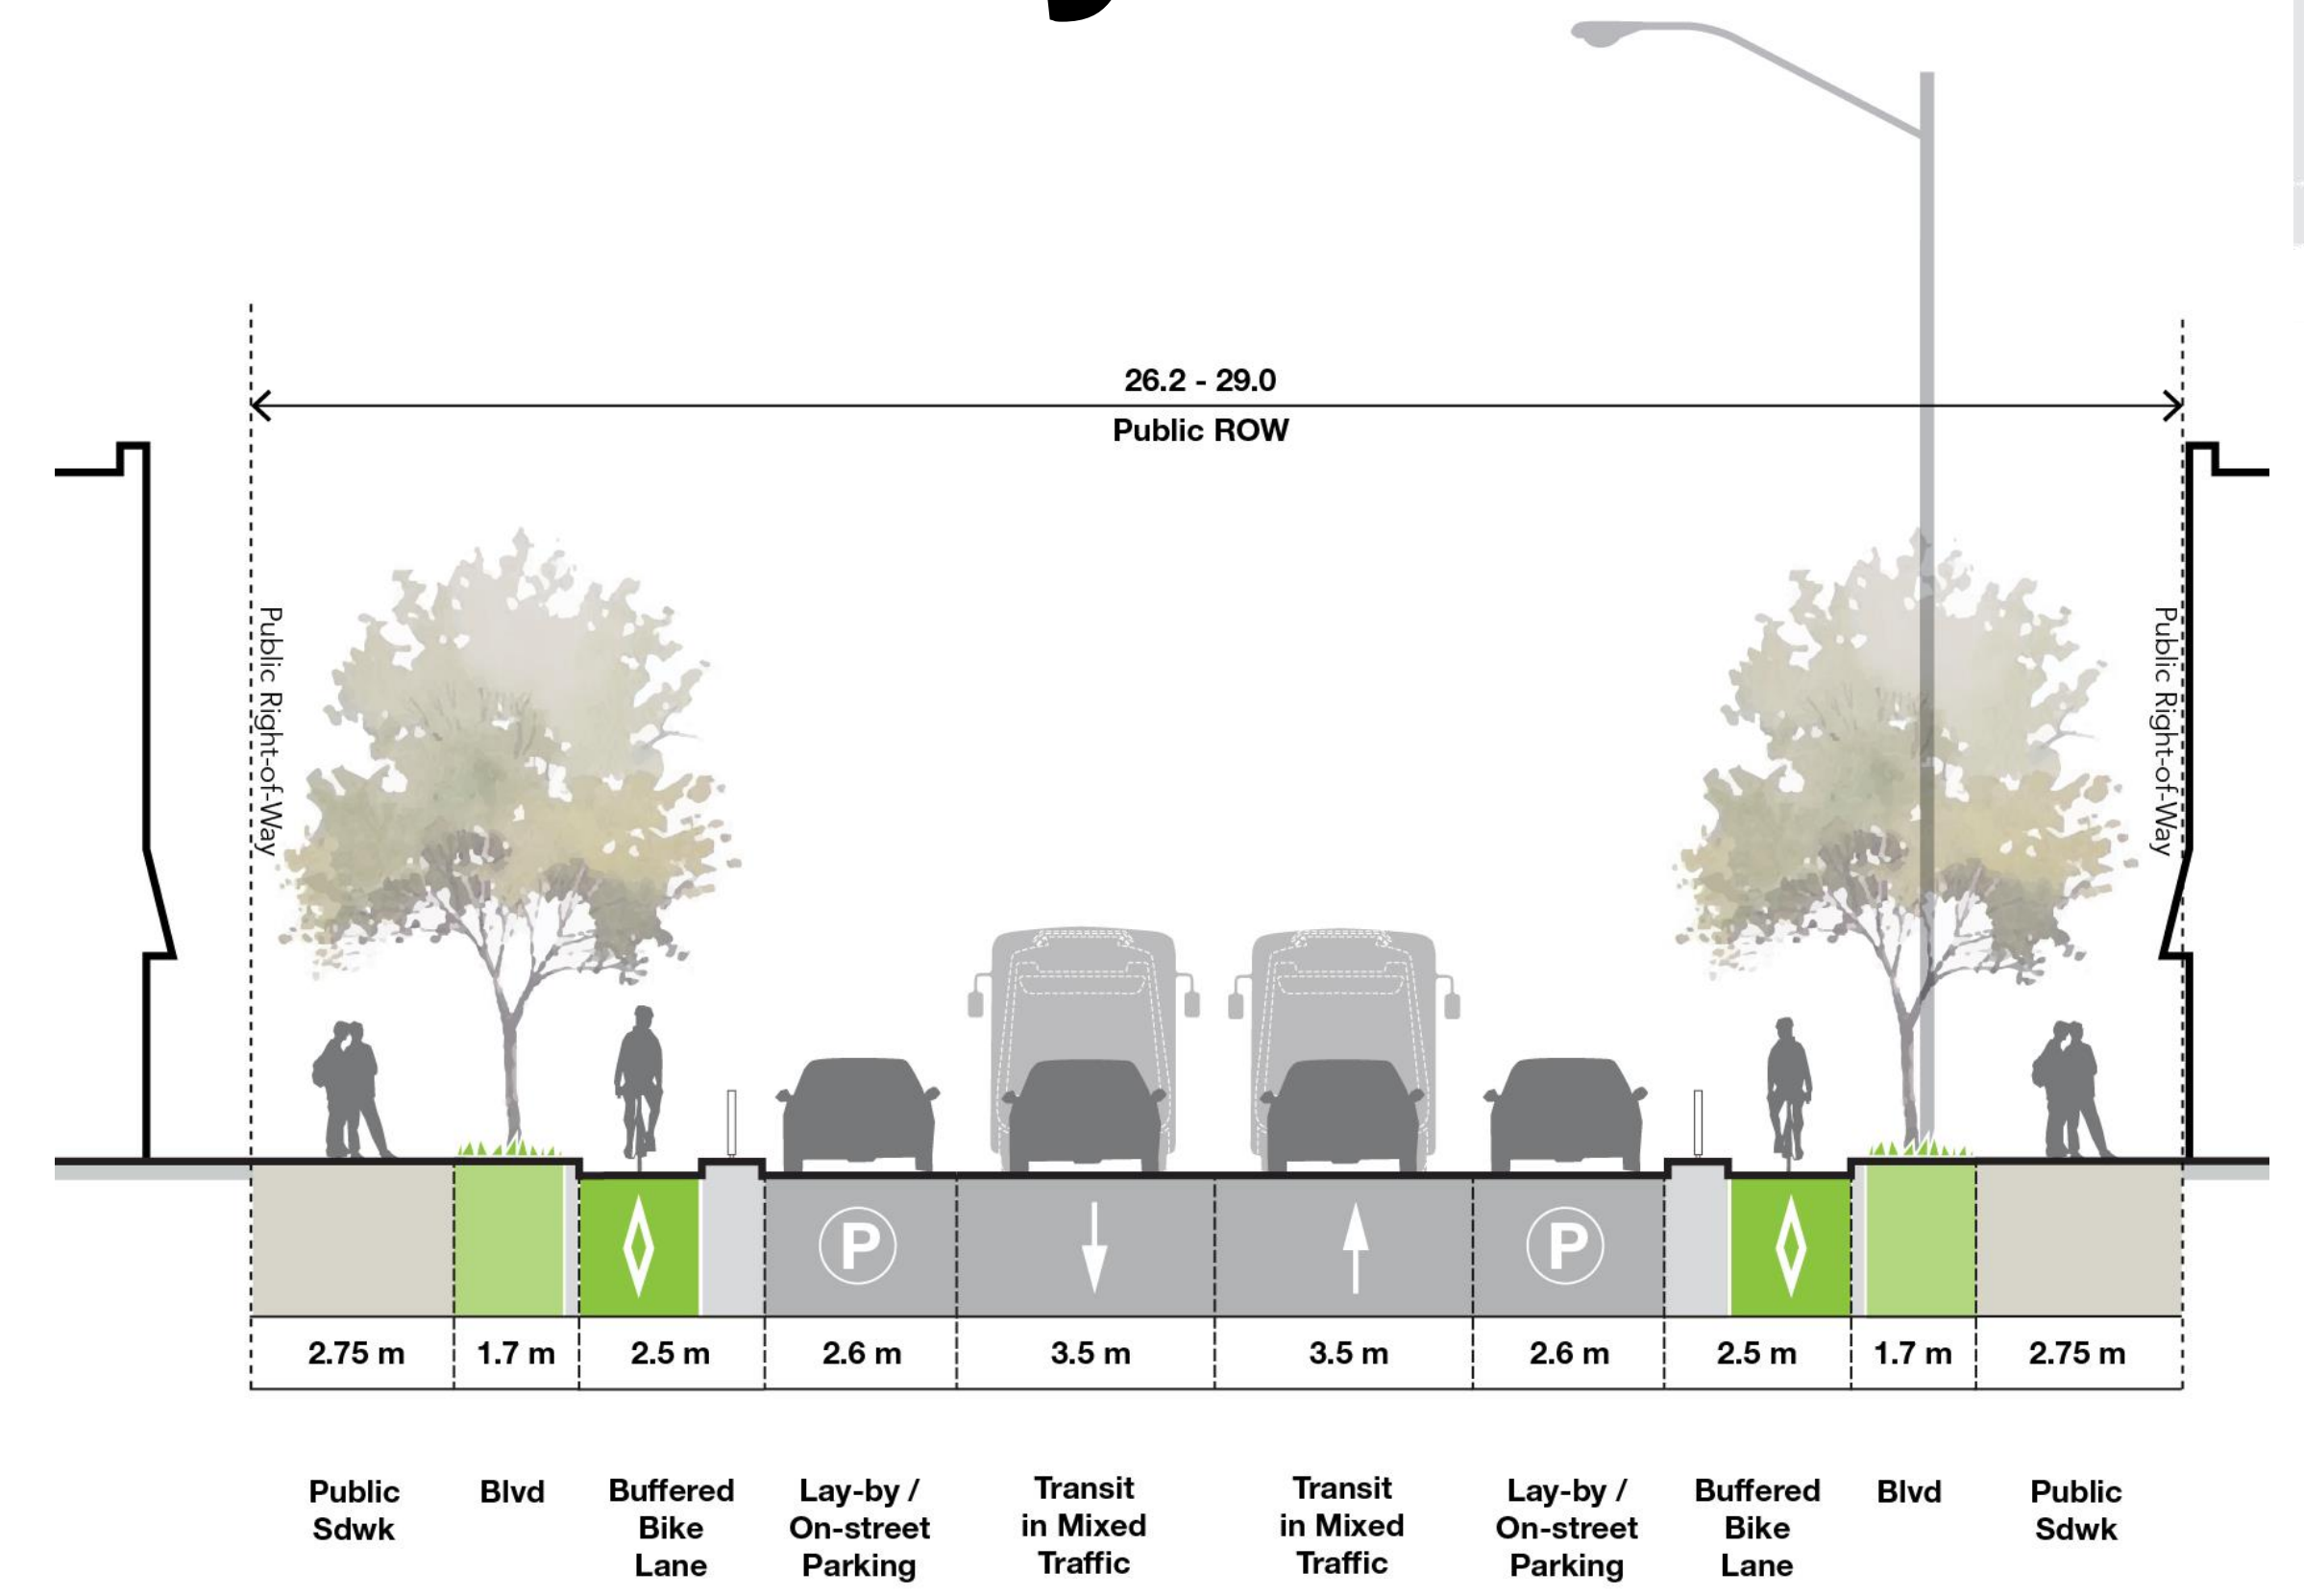 26.2 - 29.0
Public ROW
Public Right-of-Way
Public Right-of-Way
P
P
2.75 m
1.7 m
2.5 m
2.6 m
3.5 m
3.5 m
2.6 m
2.5 m
1.7 m
2.75 m
Public
Sdwk
Blvd
Buffered
Bike
Lane
Lay-by /
On-street
Parking
Transit
in Mixed
Traffic
Transit
in Mixed
Traffic
Lay-by /
On-street
Parking
Buffered
Bike
Lane
Blvd
Public
Sdwk